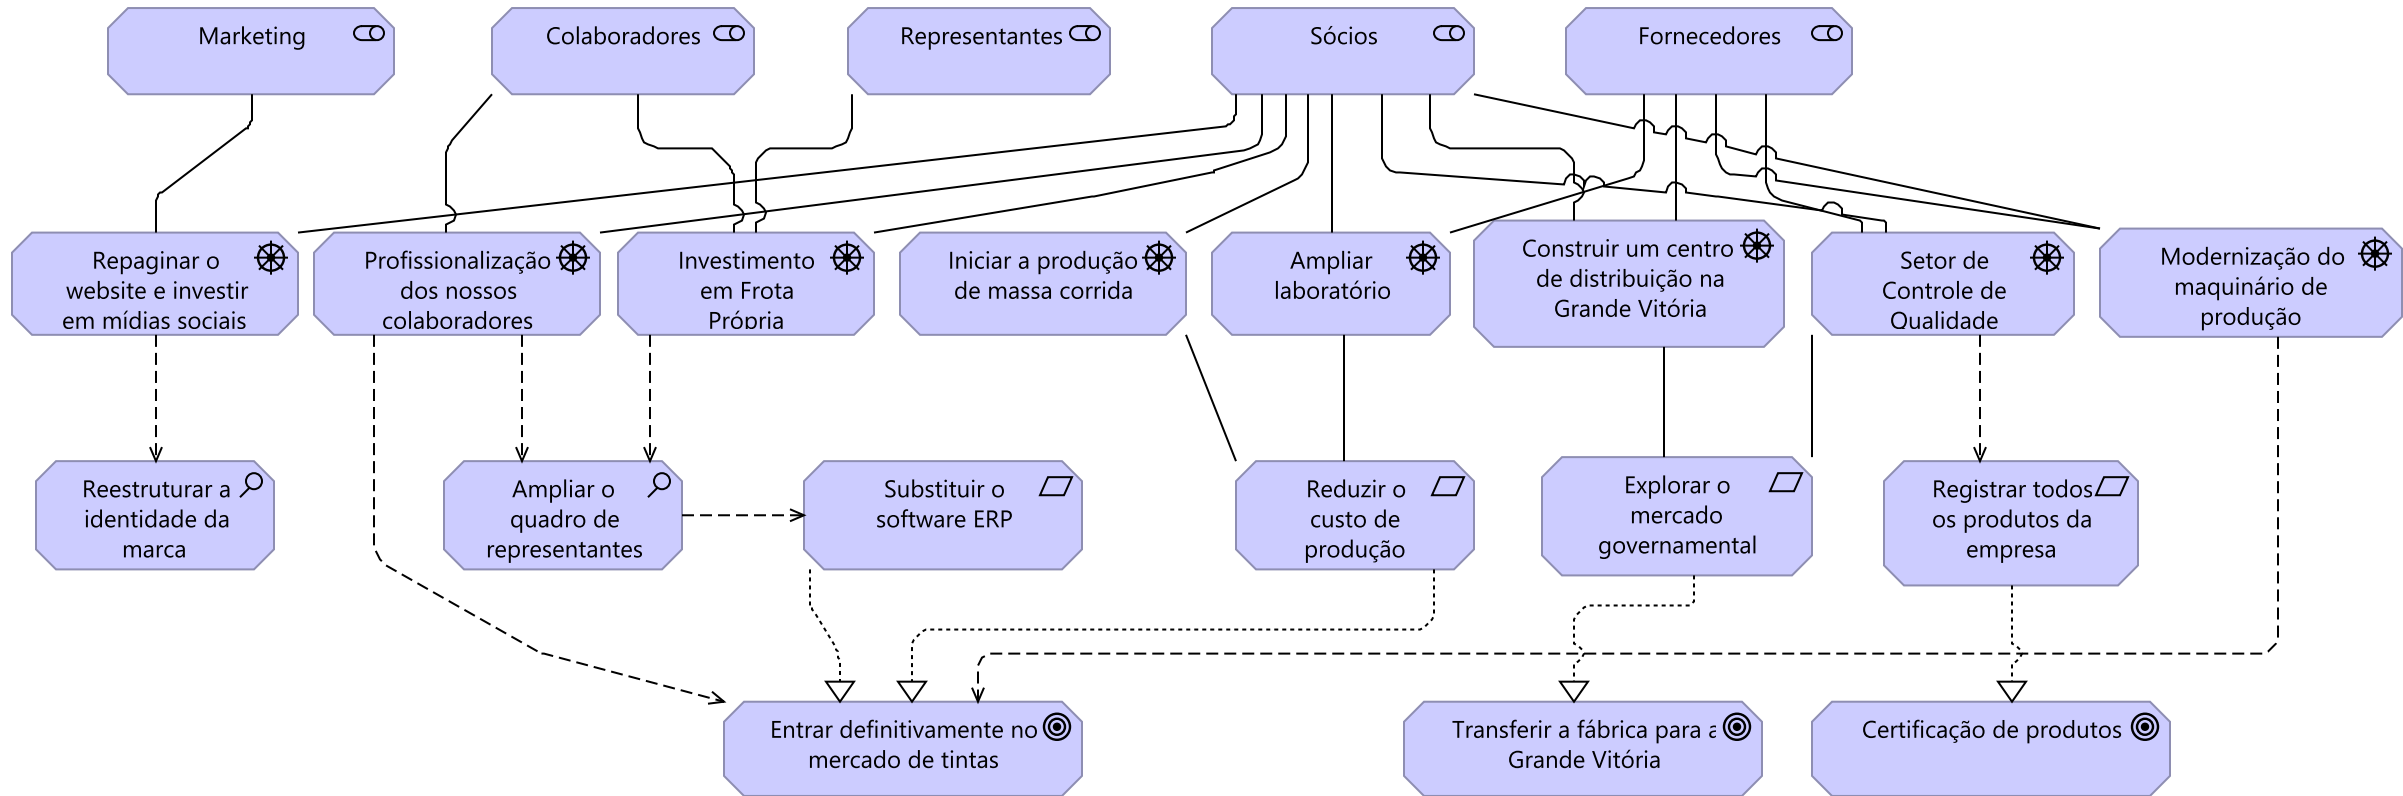 Marketing
Colaboradores
Representantes
Sócios
Fornecedores
Repaginar o
website e investir
em mídias sociais
Profissionalização
dos nossos
colaboradores
Investimento
em Frota
Própria
Iniciar a produção
de massa corrida
Ampliar
laboratório
Construir um centro
de distribuição na
Grande Vitória
Setor de
Controle de
Qualidade
Modernização do
maquinário de
produção
Reestruturar a
identidade da
marca
Ampliar o
quadro de
representantes
Substituir o
software ERP
Reduzir o
custo de
produção
Explorar o
mercado
governamental
Registrar todos
os produtos da
empresa
Entrar definitivamente no
mercado de tintas
Transferir a fábrica para a
Grande Vitória
Certificação de produtos